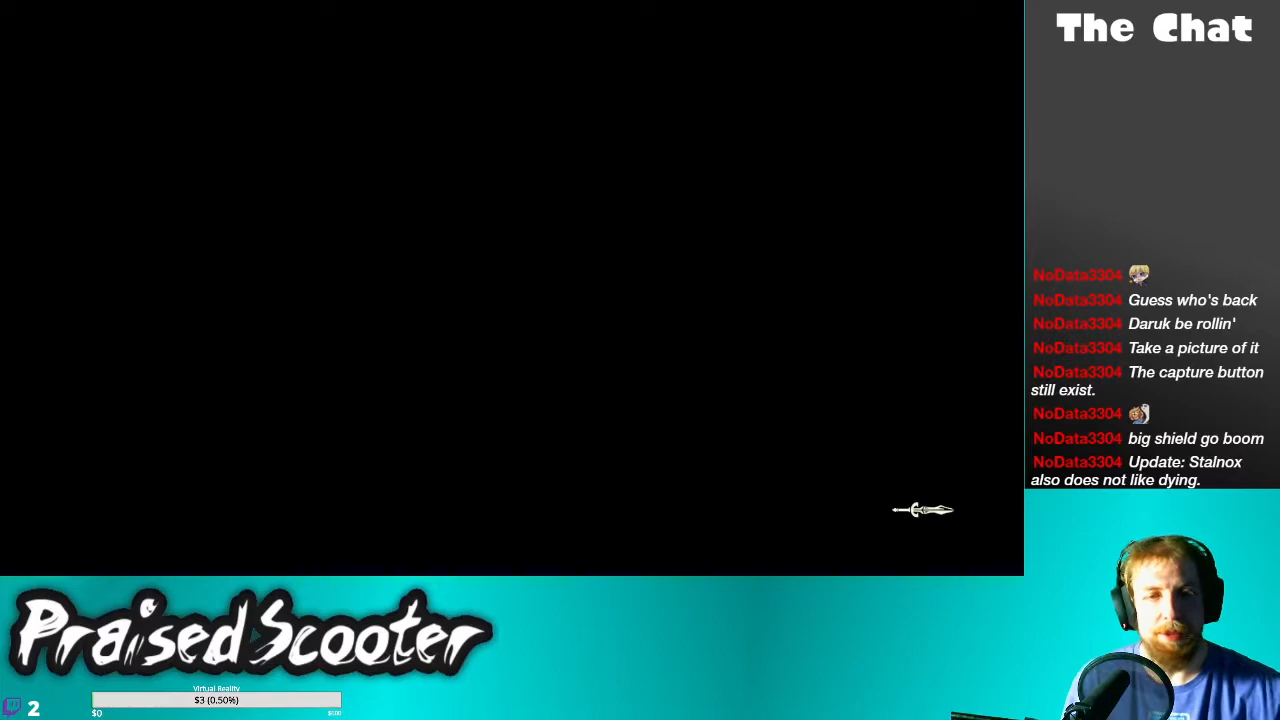 The Chat
NoData3304
NoData3304 Guess who's back
NoData3304 Daruk be rollin'
NoData3304 Take a picture of it
NoData3304 The capture button
still exist.
NoData3304
NoData3304 big shield go boom
NoData3304 Update: Stalnox
also does not like dying.
Praised Scooter
Virtual Reality
$3 (0.50%)
2
$0